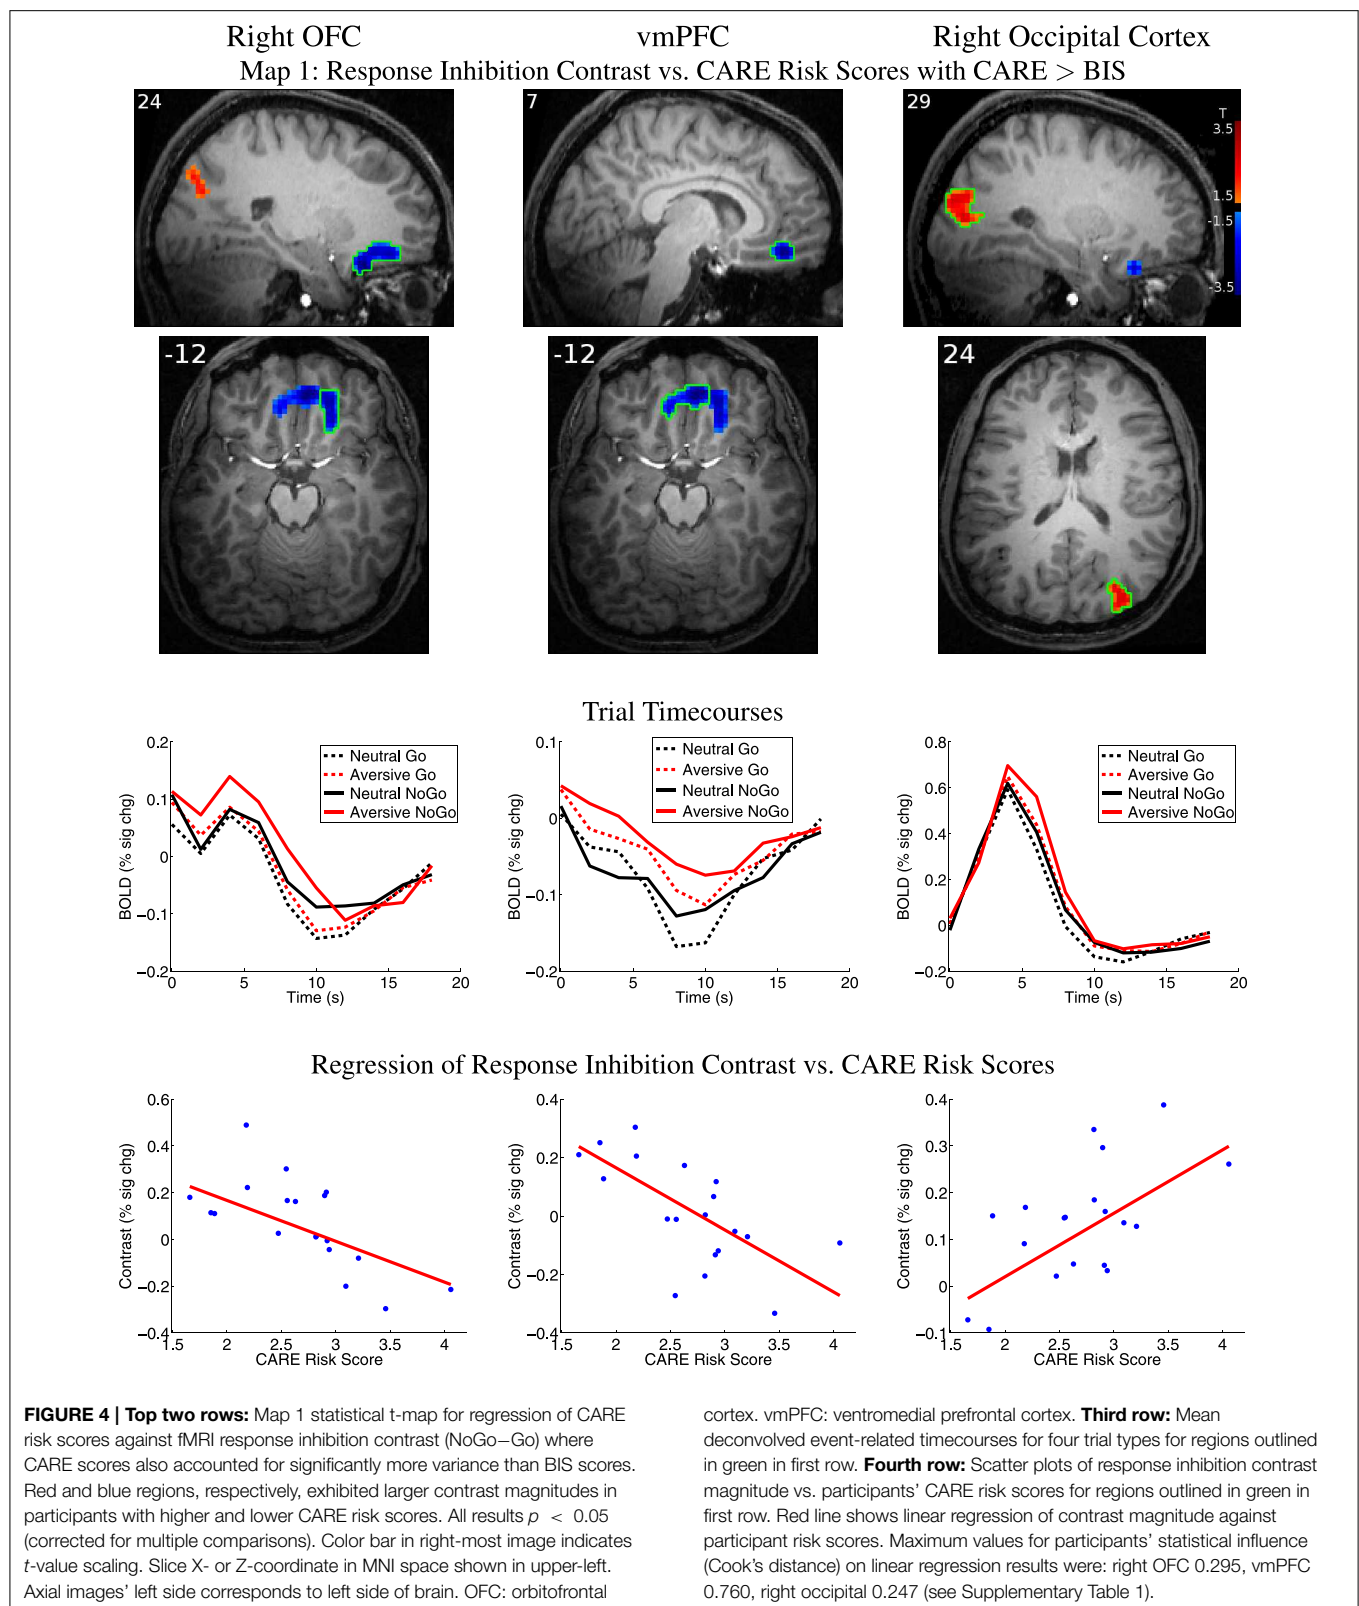 Right OFC
vmPFC
Right Occipital Cortex
Map 1: Response Inhibition Contrast vs. CARE Risk Scores with CARE > BIS
24
7
29
T
3.5
1.5
-1.5
-3.5
-12
-12
24
Trial Timecourses
0.2
0.1
0
−0.1
−0.2
BOLD (% sig chg)
0
5
10
15
20
Time (s)
Neutral Go
Aversive Go
Neutral NoGo
Aversive NoGo
0.1
0
−0.1
−0.2
BOLD (% sig chg)
0
5
10
15
20
Time (s)
Neutral Go
Aversive Go
Neutral NoGo
Aversive NoGo
0.8
0.6
0.4
0.2
0
−0.2
BOLD (% sig chg)
0
5
10
15
20
Time (s)
Neutral Go
Aversive Go
Neutral NoGo
Aversive NoGo
Regression of Response Inhibition Contrast vs. CARE Risk Scores
0.6
0.4
0.2
0
−0.2
−0.4
Contrast (% sig chg)
1.5
2
2.5
3
3.5
4
CARE Risk Score
0.4
0.2
0
−0.2
−0.4
Contrast (% sig chg)
1.5
2
2.5
3
3.5
4
CARE Risk Score
0.4
0.3
0.2
0.1
0
−0.1
Contrast (% sig chg)
1.5
2
2.5
3
3.5
4
CARE Risk Score
FIGURE 4 | Top two rows: Map 1 statistical t-map for regression of CARE
risk scores against fMRI response inhibition contrast (NoGo−Go) where
CARE scores also accounted for significantly more variance than BIS scores.
Red and blue regions, respectively, exhibited larger contrast magnitudes in
participants with higher and lower CARE risk scores. All results p < 0.05
(corrected for multiple comparisons). Color bar in right-most image indicates
t-value scaling. Slice X- or Z-coordinate in MNI space shown in upper-left.
Axial images' left side corresponds to left side of brain. OFC: orbitofrontal
cortex. vmPFC: ventromedial prefrontal cortex. Third row: Mean
deconvolved event-related timecourses for four trial types for regions outlined
in green in first row. Fourth row: Scatter plots of response inhibition contrast
magnitude vs. participants' CARE risk scores for regions outlined in green in
first row. Red line shows linear regression of contrast magnitude against
participant risk scores. Maximum values for participants' statistical influence
(Cook's distance) on linear regression results were: right OFC 0.295, vmPFC
0.760, right occipital 0.247 (see Supplementary Table 1).